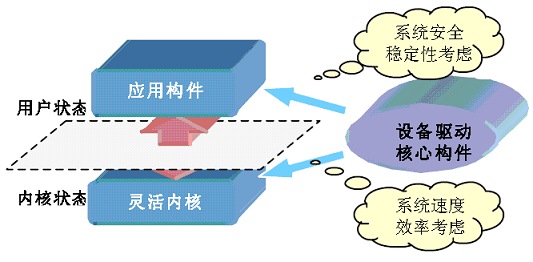 系统安全
稳定性考虑
应用构件
用户状态
设备驱动
核心构件
内核状态
灵活内核
系统速度
效率考虑